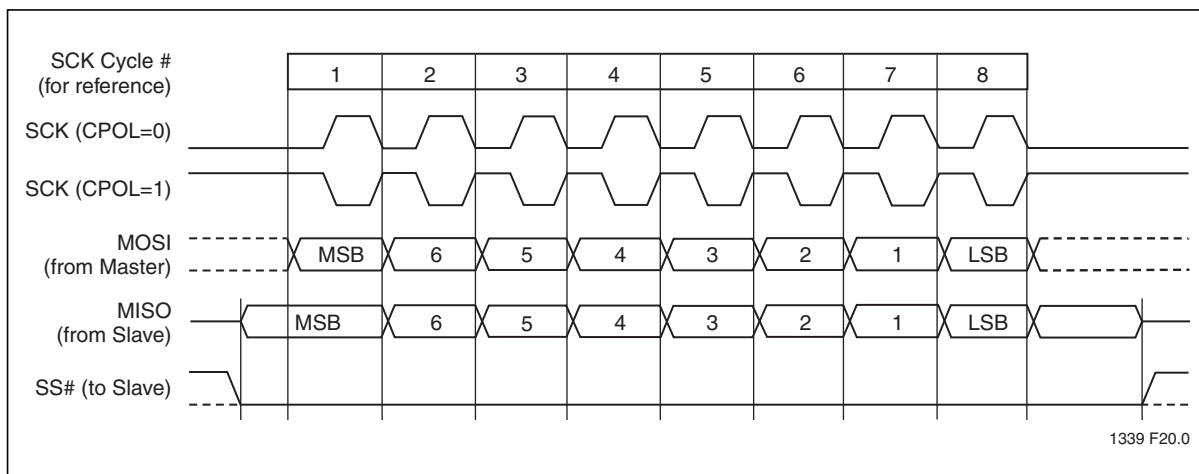 SCK Cycle #
(for reference)
1 2 3 4 5 6 7 8
SCK (CPOL=0)
SCK (CPOL=1)
MOSI
(from Master)
MSB 6 5 4 3 2 1 LSB
MISO
(from Slave)
MSB 6 5 4 3 2 1 LSB
SS# (to Slave)
1339 F20.0